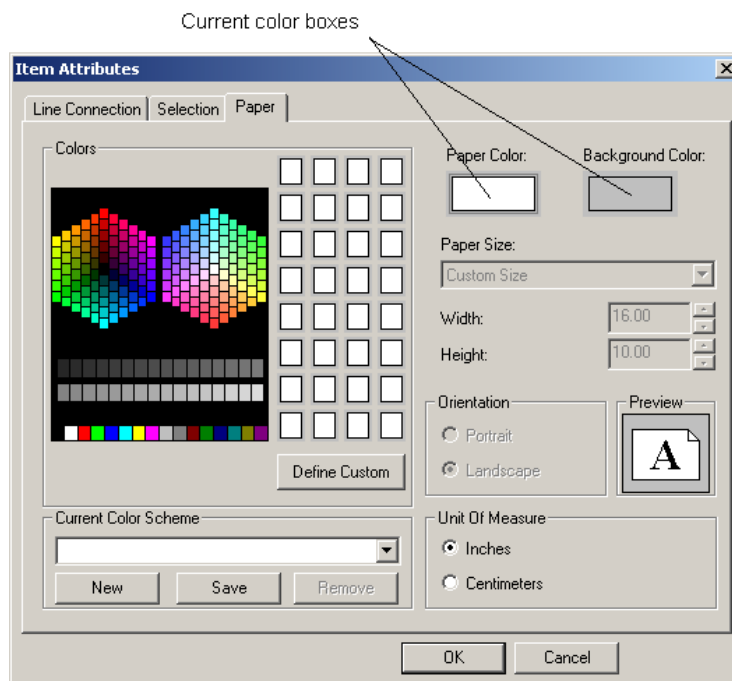 Current color boxes
Item Attributes
Line Connection Selection Paper
Colors
Paper Color: Background Color:
Paper Size:
Custom Size
Width: 16.00
Height: 10.00
Orientation
Portrait
Landscape
Preview
A
Define Custom
Current Color Scheme
New Save Remove
Unit Of Measure
Inches
Centimeters
OK Cancel